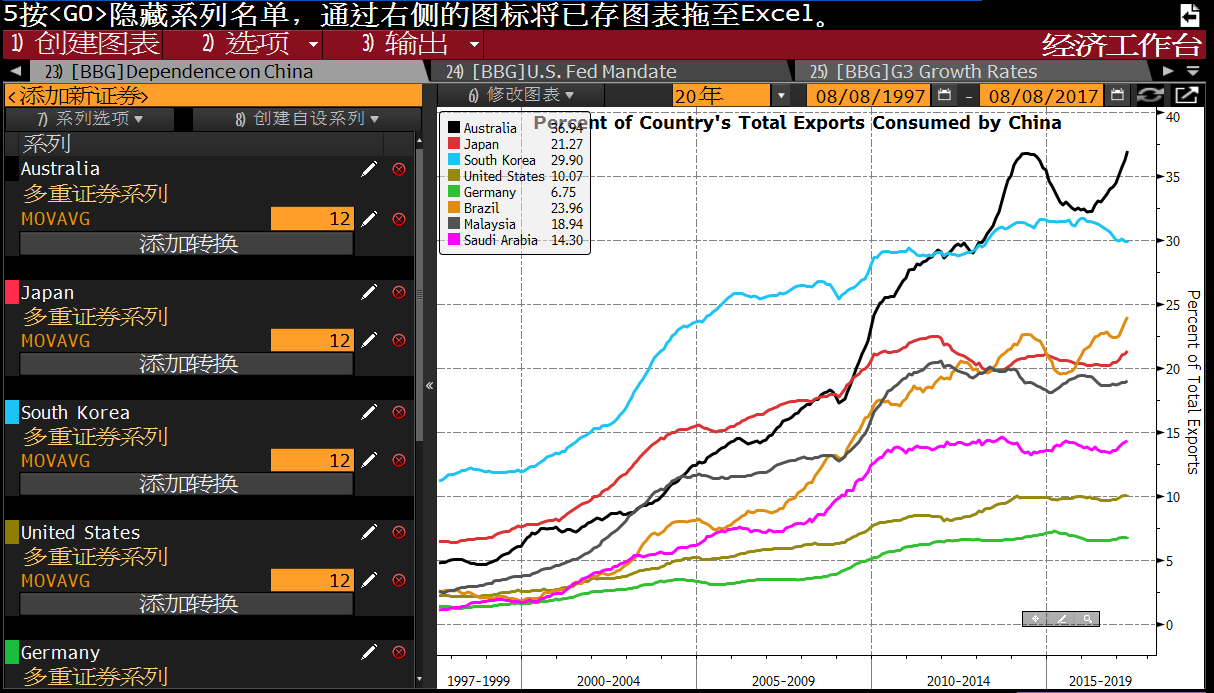 5按<GO>隐藏系列名单，通过右侧的图标将已存图表拖至Excel。
1) 创建图表 2) 选项 3) 输出 经济工作台
23) [BBG]Dependence on China 24) [BBG]U.S. Fed Mandate 25) [BBG]G3 Growth Rates
<添加新证券> 6) 修改图表 20年 08/08/1997 - 08/08/2017
7) 系列选项 8) 创建自设系列
系列
Australia
多重证券系列
MOVAVG 12
添加转换
Japan
多重证券系列
MOVAVG 12
添加转换
South Korea
多重证券系列
MOVAVG 12
添加转换
United States
多重证券系列
MOVAVG 12
添加转换
Germany
多重证券系列
«
Percent of Country's Total Exports Consumed by China
Australia 36.94
Japan 21.27
South Korea 29.90
United States 10.07
Germany 6.75
Brazil 23.96
Malaysia 18.94
Saudi Arabia 14.30
40
35
30
25
20
15
10
5
0
Percent of Total Exports
1997-1999 2000-2004 2005-2009 2010-2014 2015-2019